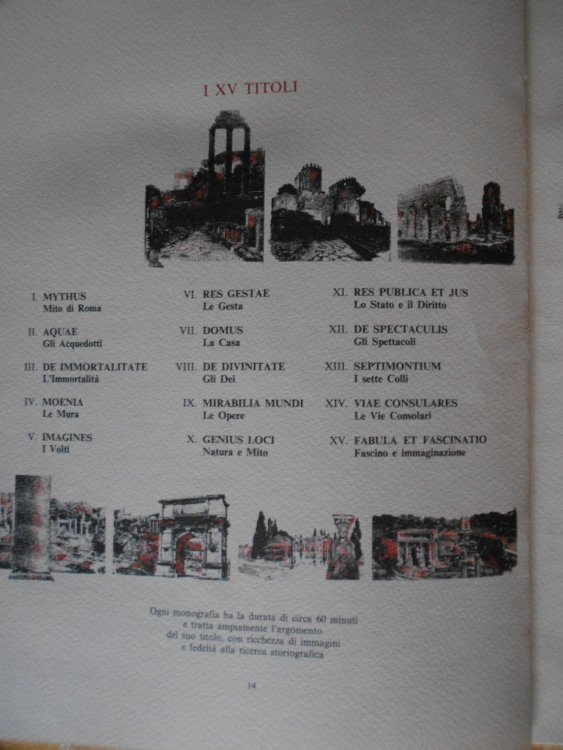 I XV TITOLI
I. MYTHUS
Mito di Roma
II. AQUAE
Gli Acquedotti
III. DE IMMORTALITATE
L'Immortalitá
IV. MOENIA
Le Mura
V. IMAGINES
I Volti
VI. RES GESTAE
Le Gesta
VII. DOMUS
La Casa
VIII. DE DIVINITATE
Gli Dei
IX. MIRABILIA MUNDI
Le Opere
X. GENIUS LOCI
Natura e Mito
XI. RES PUBLICA ET JUS
Lo Stato e il Diritto
XII. DE SPECTACULIS
Gli Spettacoli
XIII. SEPTIMONTIUM
I sette Colli
XIV. VIAE CONSULARES
Le Vie Consolari
XV. FABULA ET FASCINATIO
Fascino e immaginazione
Ogni monografia ha la durata di circa 60 minuti
e tratta ampiamente l'argomento
del suo titolo, con ricchezza di immagini
e fedeltá alla ricerca storiografica
14